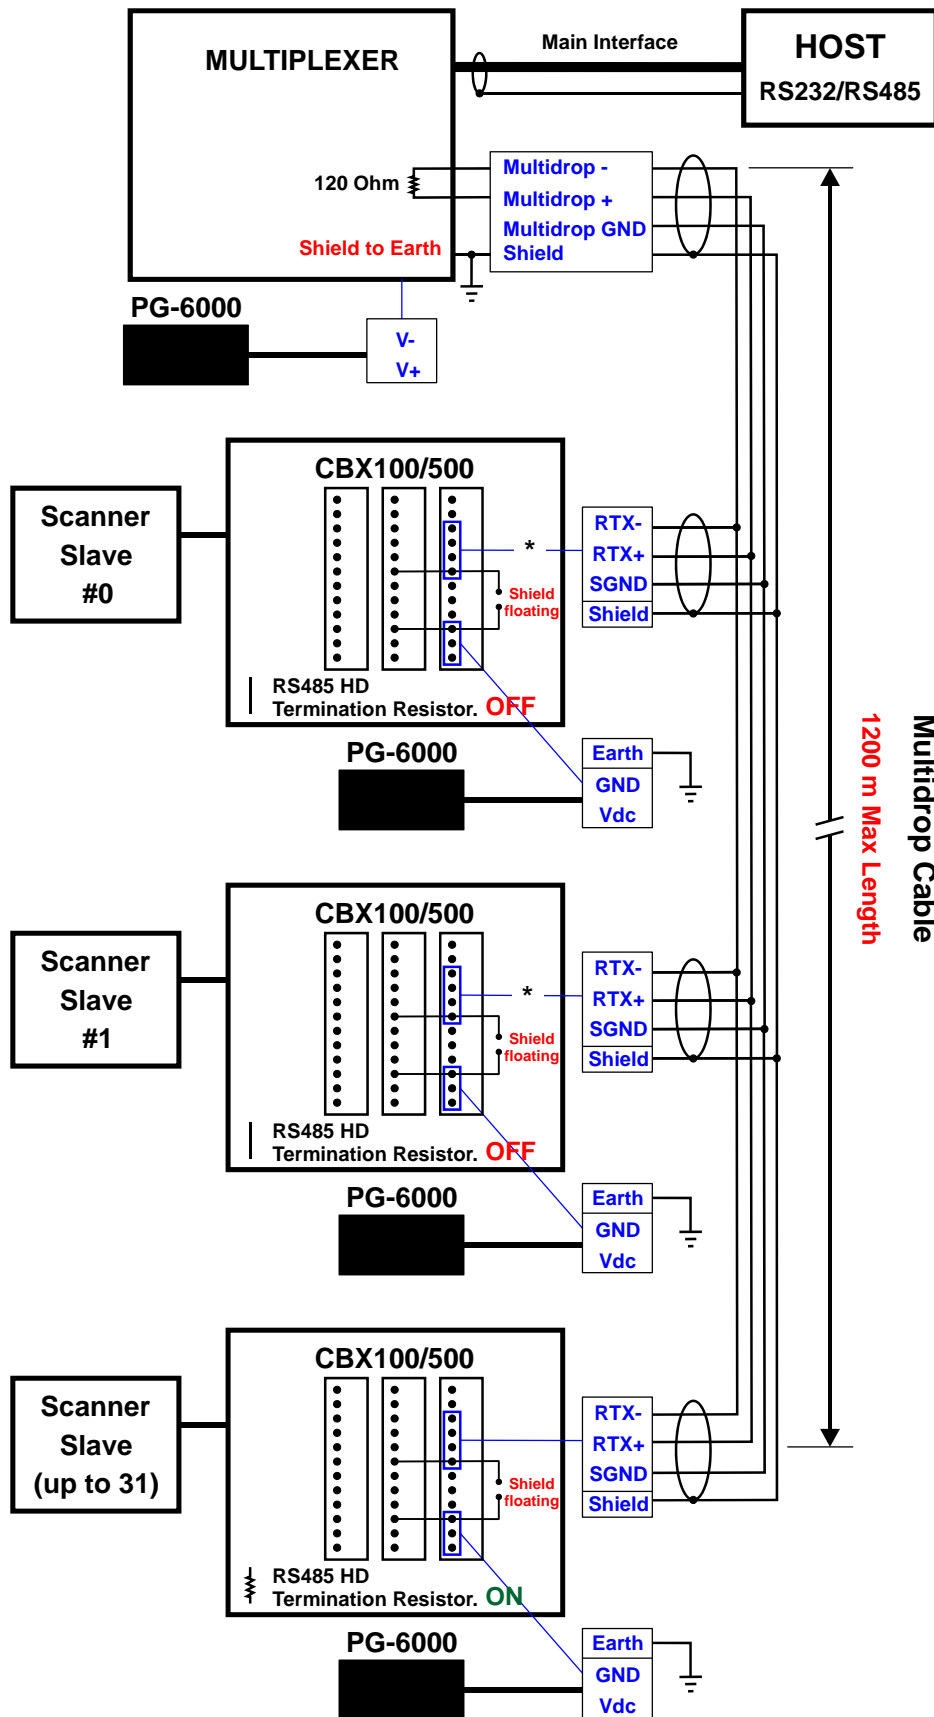 MULTIPLEXER
Main Interface
HOST
RS232/RS485
120 Ohm
Multidrop -
Multidrop +
Multidrop GND
Shield
Shield to Earth
PG-6000
V-
V+
CBX100/500
Scanner
Slave
#0
*
RTX-
RTX+
SGND
Shield
Shield
floating
RS485 HD
Termination Resistor. OFF
PG-6000
Earth
GND
Vdc
Multidrop Cable
1200 m Max Length
CBX100/500
Scanner
Slave
#1
*
RTX-
RTX+
SGND
Shield
Shield
floating
RS485 HD
Termination Resistor. OFF
PG-6000
Earth
GND
Vdc
CBX100/500
Scanner
Slave
(up to 31)
RTX-
RTX+
SGND
Shield
Shield
floating
RS485 HD
Termination Resistor. ON
PG-6000
Earth
GND
Vdc